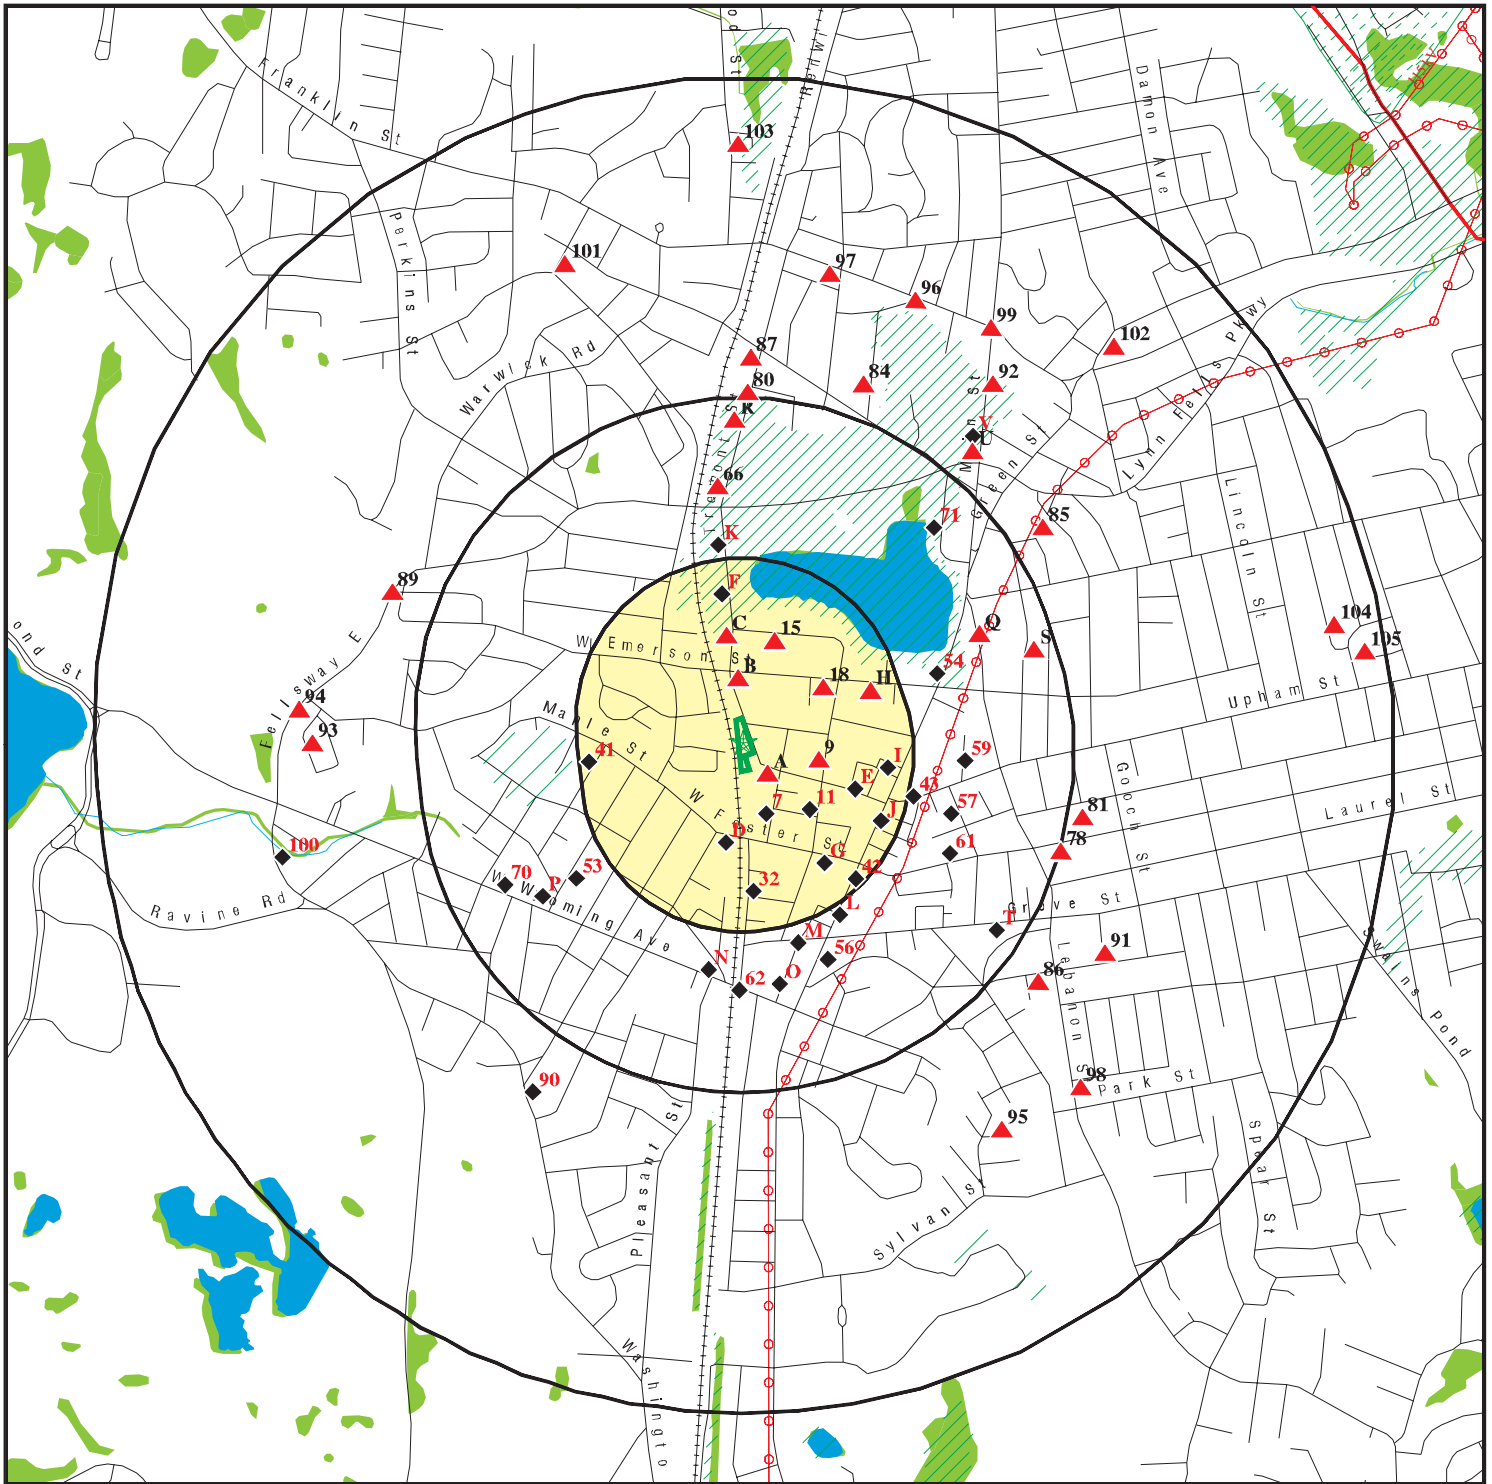 Franklin St
103
Damon Ave
Perkins St
101
97
96
99
102
Lynn Fells Pkwy
87
80
84
92
Warwick Rd
R
V
U
Green St
66
Lincoln St
K
71
85
89
F
ond St
C
15
Q
S
104
105
W Emerson St
B
18
H
54
Upham St
Fellsway E
94
93
Maple St
41
A
9
I
59
E
43
Gooch St
Laurel St
7
11
J
57
81
W Foster St
D
G
61
78
100
42
70
P
53
32
W Wyoming Ave
L
Grove St
T
Ravine Rd
M
56
91
Swains Pond
N
62
O
86
Lebanon St
90
98
Park St
95
Pleasant St
Spear St
Sylvan St
Washingto